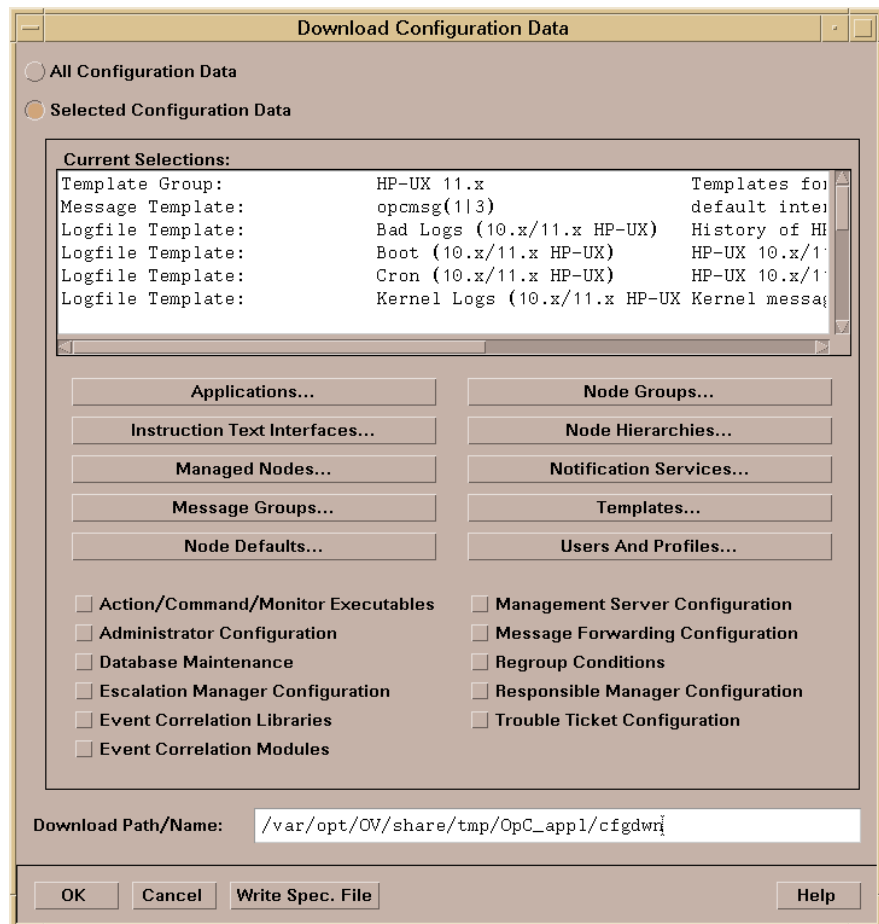 Download Configuration Data
All Configuration Data
Selected Configuration Data
Current Selections:
Template Group: HP-UX 11.x Templates for
Message Template: opcmsg(1|3) default inter
Logfile Template: Bad Logs (10.x/11.x HP-UX) History of HP
Logfile Template: Boot (10.x/11.x HP-UX) HP-UX 10.x/1
Logfile Template: Cron (10.x/11.x HP-UX) HP-UX 10.x/1
Logfile Template: Kernel Logs (10.x/11.x HP-UX Kernel messag
Applications... Node Groups...
Instruction Text Interfaces... Node Hierarchies...
Managed Nodes... Notification Services...
Message Groups... Templates...
Node Defaults... Users And Profiles...
Action/Command/Monitor Executables Management Server Configuration
Administrator Configuration Message Forwarding Configuration
Database Maintenance Regroup Conditions
Escalation Manager Configuration Responsible Manager Configuration
Event Correlation Libraries Trouble Ticket Configuration
Event Correlation Modules
Download Path/Name: /var/opt/OV/share/tmp/OpC_appl/cfgdwn
OK Cancel Write Spec. File Help